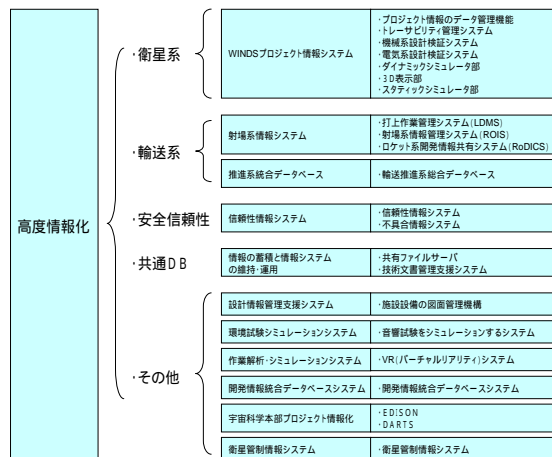 高度情報化
・衛星系
WINDSプロジェクト情報システム
・プロジェクト情報のデータ管理機能
・トレーサビリティ管理システム
・機械系設計検証システム
・電気系設計検証システム
・ダイナミックシミュレータ部
・3D表示部
・スタティックシミュレータ部
・輸送系
射場系情報システム
・打上作業管理システム(LDMS)
・射場系情報管理システム(ROIS)
・ロケット系開発情報共有システム(RoDICS)
推進系統合データベース
・輸送推進系総合データベース
・安全信頼性
信頼性情報システム
・信頼性情報システム
・不具合情報システム
・共通DB
情報の蓄積と情報システム
の維持・運用
・共有ファイルサーバ
・技術文書管理支援システム
・その他
設計情報管理支援システム
・施設設備の図面管理機構
環境試験シミュレーションシステム
・音響試験をシミュレーションするシステム
作業解析・シミュレーションシステム
・VR(バーチャルリアリティ)システム
開発情報統合データベースシステム
・開発情報統合データベースシステム
宇宙科学本部プロジェクト情報化
・EDISON
・DARTS
衛星管制情報システム
・衛星管制情報システム